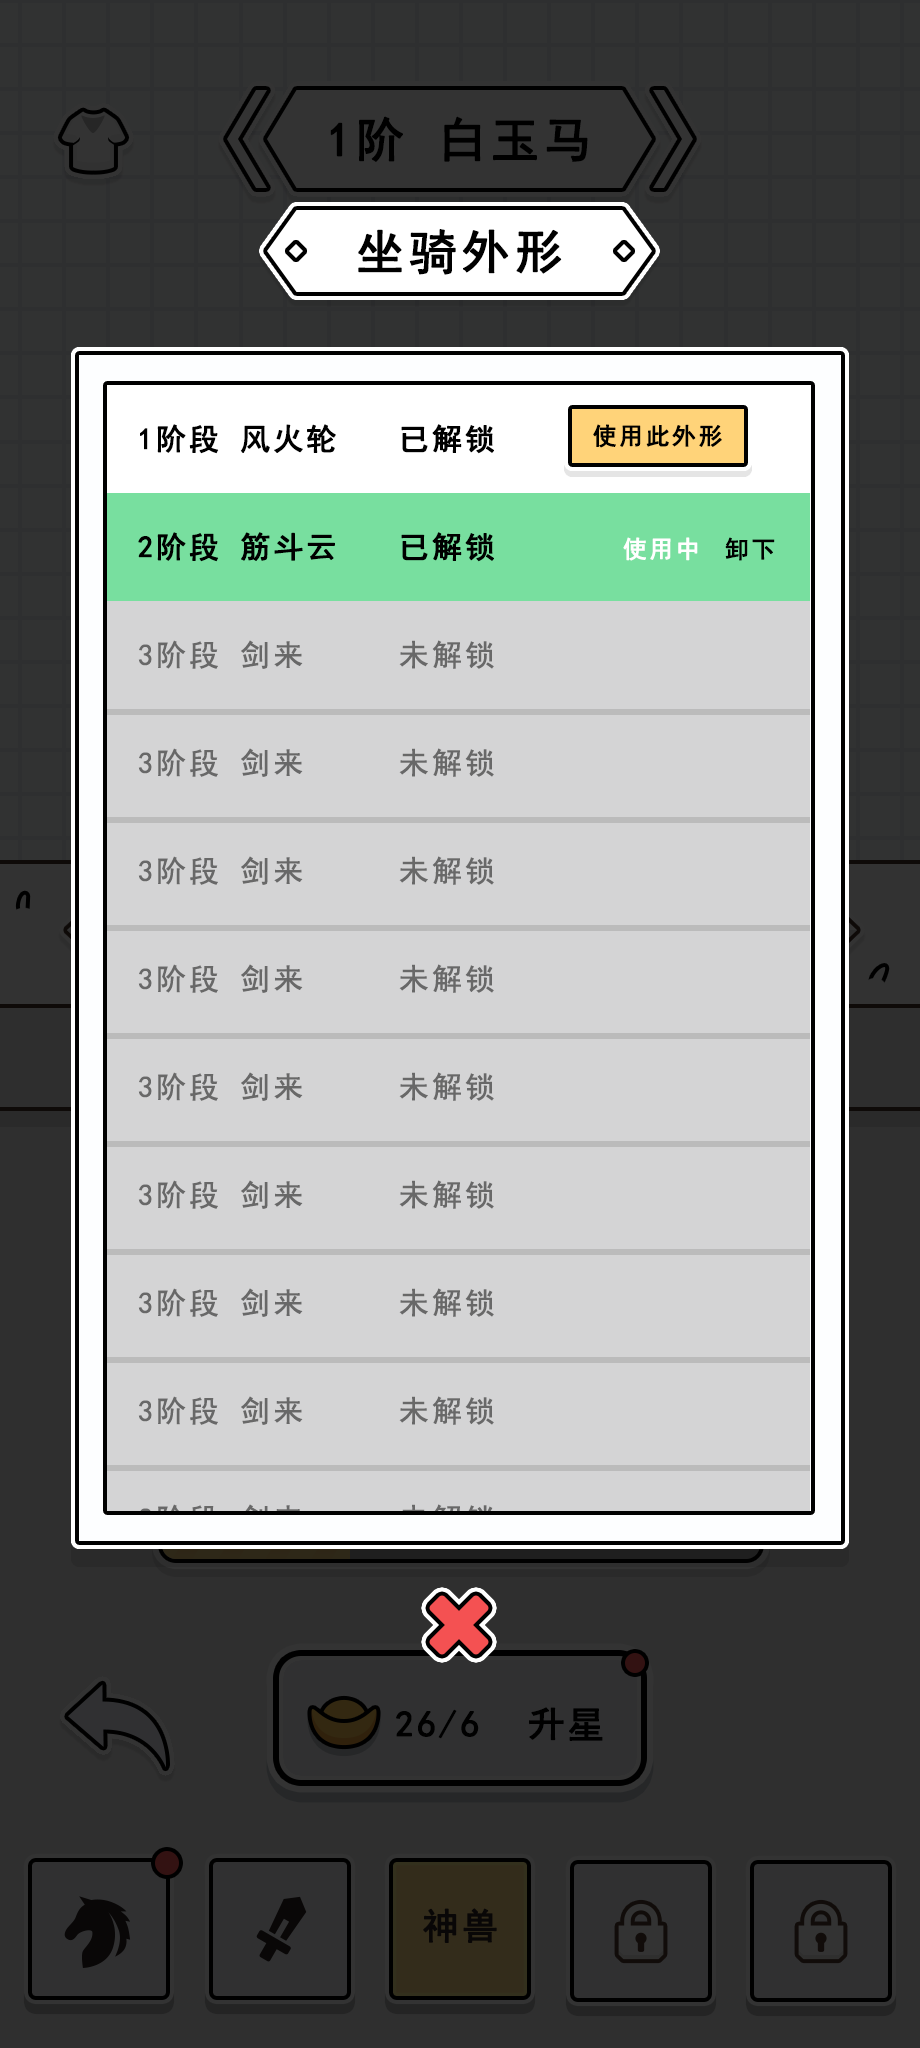 1阶 白玉马
坐骑外形
1阶段 风火轮 已解锁 使用此外形
2阶段 筋斗云 已解锁 使用中 卸下
3阶段 剑来 未解锁
3阶段 剑来 未解锁
3阶段 剑来 未解锁
3阶段 剑来 未解锁
3阶段 剑来 未解锁
3阶段 剑来 未解锁
3阶段 剑来 未解锁
3阶段 剑来 未解锁
26/6 升星
神兽